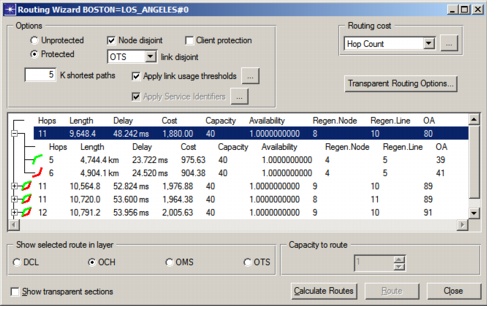 Routing Wizard BOSTON=LOS_ANGELES#0
Options
Routing cost
Unprotected Node disjoint Client protection
Hop Count ...
Protected OTS link disjoint
5 K shortest paths Apply link usage thresholds ...
Transparent Routing Options...
Apply Service Identifiers ...
Hops Length Delay Cost Capacity Availability Regen.Node Regen.Line OA
11 9,648.4 48.242 ms 1,880.00 40 1.0000000000 8 10 80
Hops Length Delay Cost Capacity Availability Regen.Node Regen.Line OA
5 4,744.4 km 23.722 ms 975.63 40 1.0000000000 4 5 39
6 4,904.1 km 24.520 ms 904.38 40 1.0000000000 4 5 41
11 10,564.8 52.824 ms 1,976.88 40 1.0000000000 9 10 89
11 10,720.0 53.600 ms 1,964.38 40 1.0000000000 8 11 89
12 10,791.2 53.956 ms 2,005.63 40 1.0000000000 9 10 91
Show selected route in layer
Capacity to route
DCL OCH OMS OTS
1
Show transparent sections
Calculate Routes Route Close